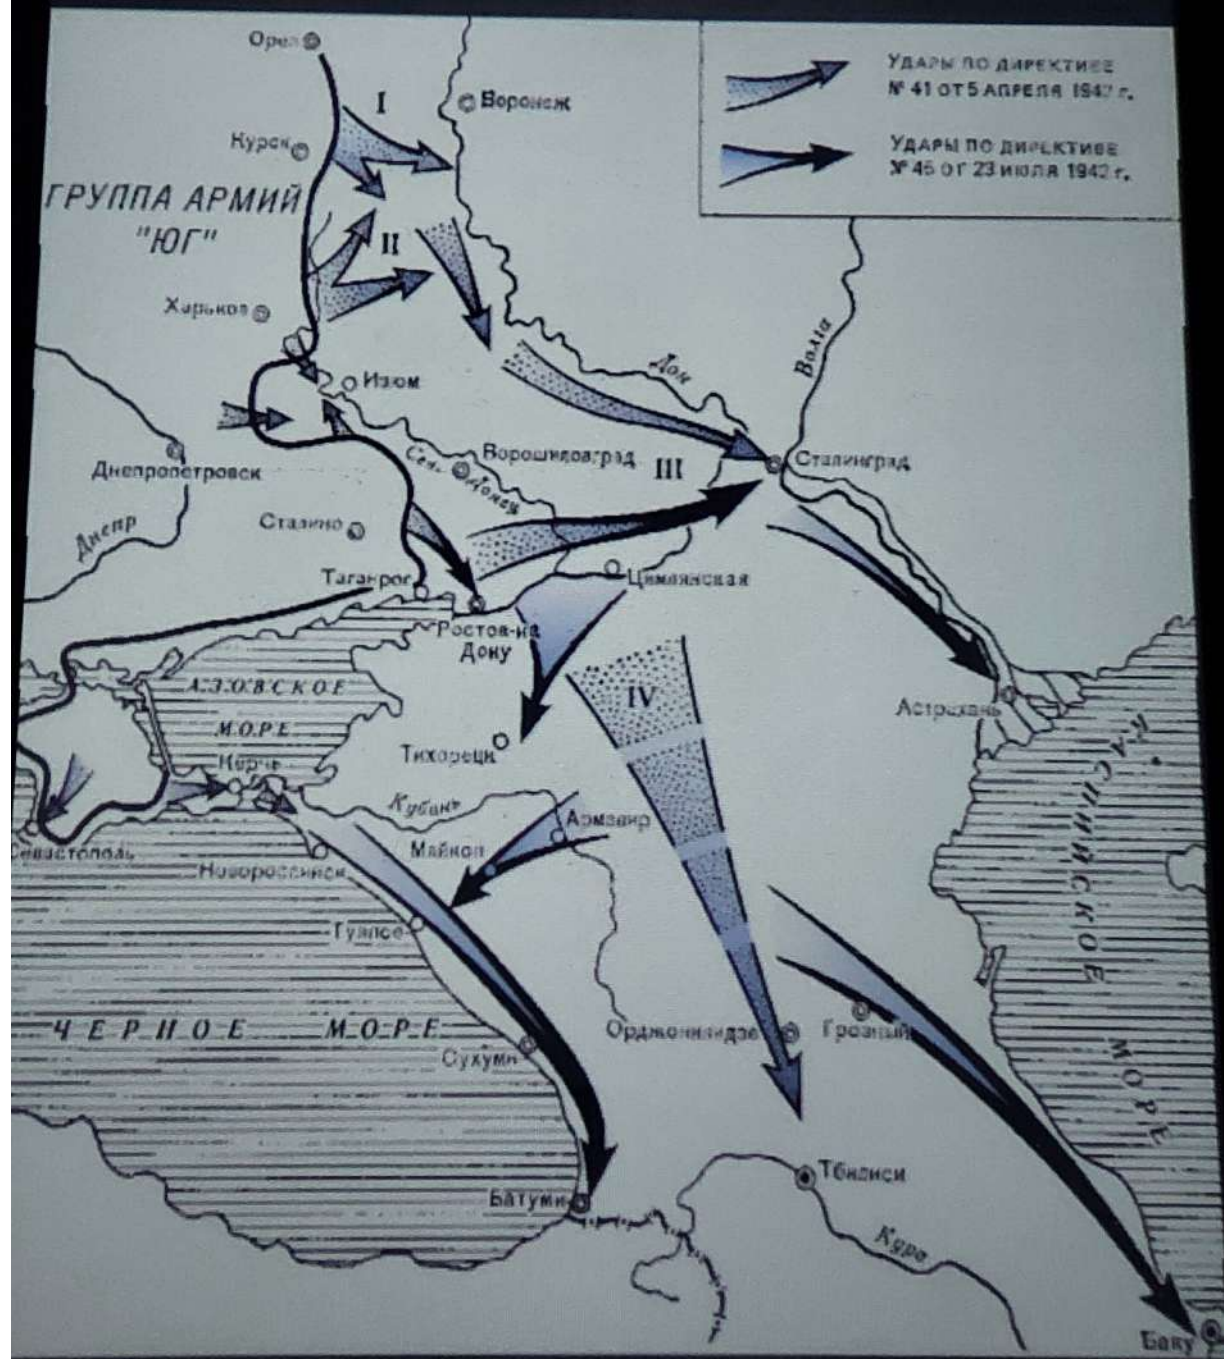 Орел
I
Воронеж
УДАРЫ ПО ДИРЕКТИВЕ
№ 41 ОТ 5 АПРЕЛЯ 1942 г.
УДАРЫ ПО ДИРЕКТИВЕ
№ 45 ОТ 23 ИЮЛЯ 1942 г.
Курск
ГРУППА АРМИЙ
"ЮГ"
II
Харьков
Изюм
Дон
Волга
Днепропетровск
Днепр
Сев. Донец
Ворошиловград
III
Сталинград
Сталино
Таганрог
Цимлянская
Ростов-на
Дону
АЗОВСКОЕ
МОРЕ
IV
Астрахань
Тихорецк
Керчь
Кубань
Армавир
Майкоп
Севастополь
Новороссийск
Туапсе
КАСПИЙСКОЕ МОРЕ
ЧЕРНОЕ МОРЕ
Орджоникидзе
Грозный
Сухуми
Тбилиси
Батуми
Кура
Баку